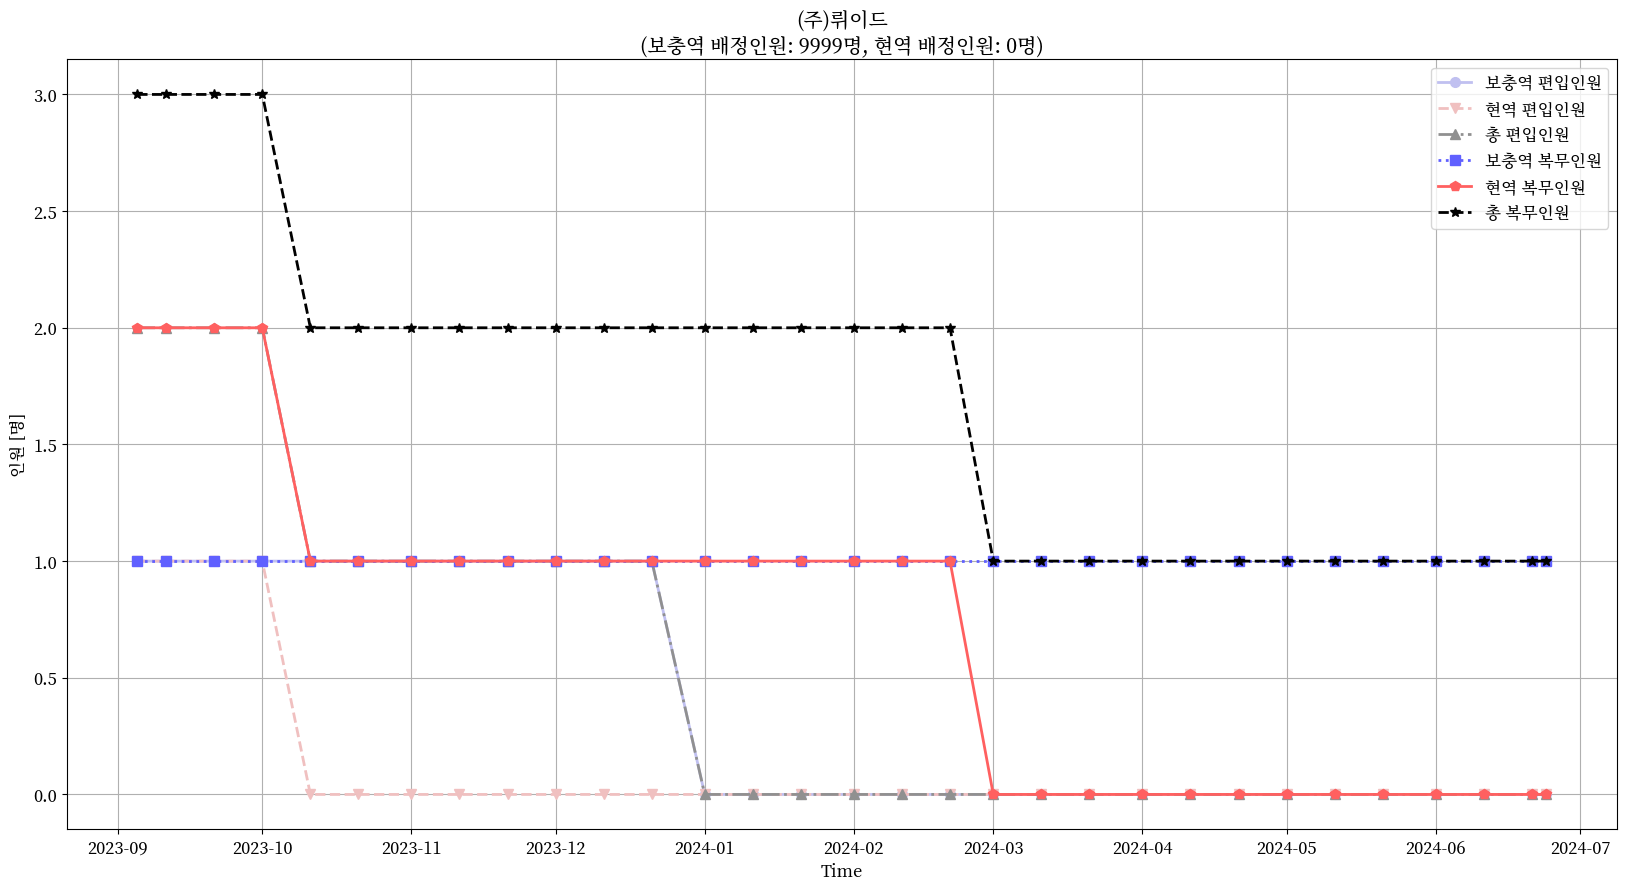 (주)뤼이드
(보충역 배정인원: 9999명, 현역 배정인원: 0명)
보충역 편입인원
현역 편입인원
총 편입인원
보충역 복무인원
현역 복무인원
총 복무인원
3.0
2.5
2.0
1.5
1.0
0.5
0.0
인원 [명]
2023-09
2023-10
2023-11
2023-12
2024-01
2024-02
2024-03
2024-04
2024-05
2024-06
2024-07
Time